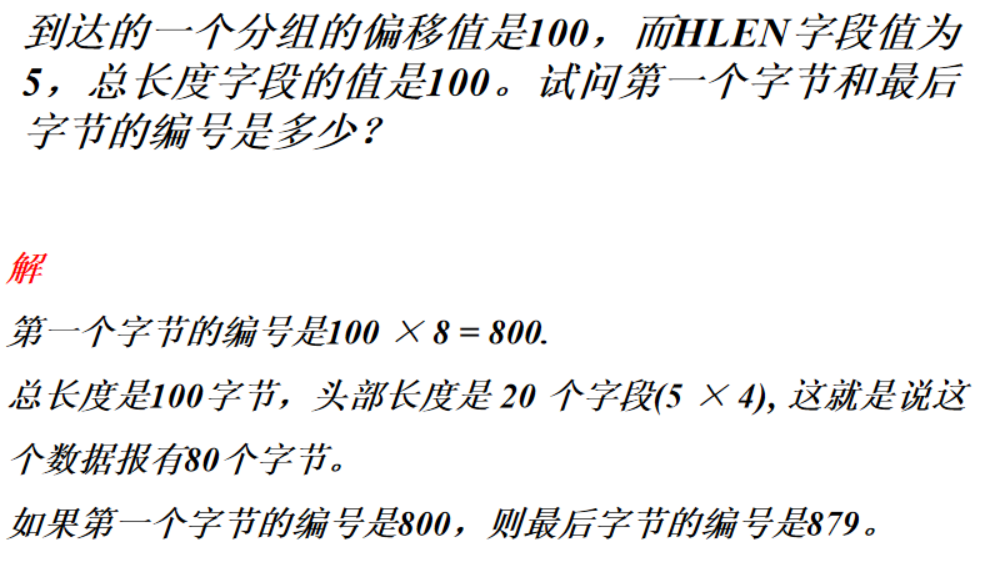 到达的一个分组的偏移值是100，而HLEN字段值为
5，总长度字段的值是100。试问第一个字节和最后
字节的编号是多少？
解
第一个字节的编号是100 × 8 = 800.
总长度是100字节，头部长度是 20 个字段(5 × 4), 这就是说这
个数据报有80个字节。
如果第一个字节的编号是800，则最后字节的编号是879。